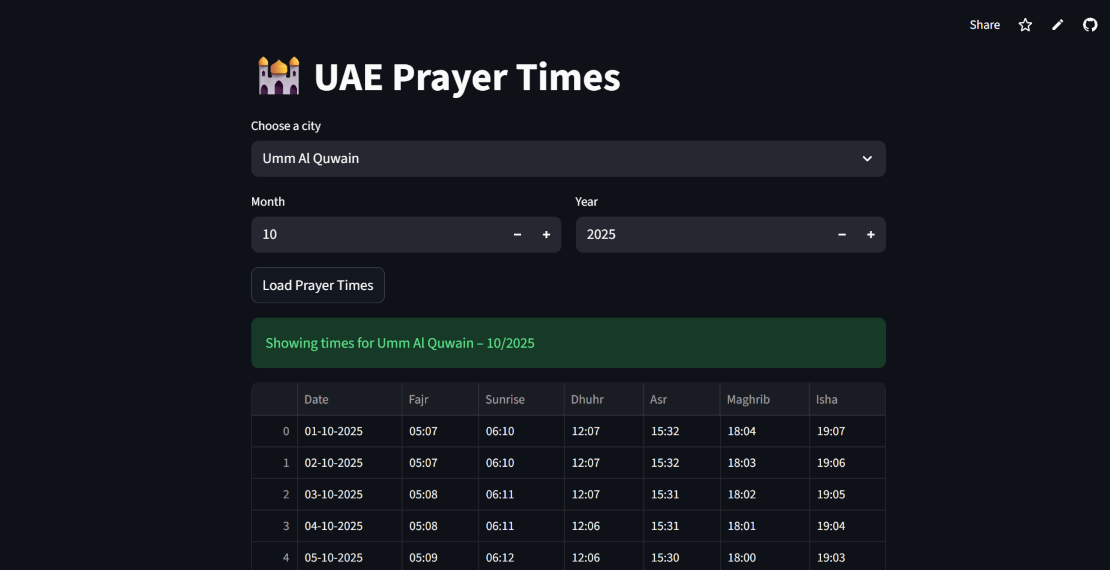 Share
UAE Prayer Times
Choose a city
Umm Al Quwain
Month Year
10 − + 2025 − +
Load Prayer Times
Showing times for Umm Al Quwain – 10/2025
Date Fajr Sunrise Dhuhr Asr Maghrib Isha
0 01-10-2025 05:07 06:10 12:07 15:32 18:04 19:07
1 02-10-2025 05:07 06:10 12:07 15:32 18:03 19:06
2 03-10-2025 05:08 06:11 12:07 15:31 18:02 19:05
3 04-10-2025 05:08 06:11 12:06 15:31 18:01 19:04
4 05-10-2025 05:09 06:12 12:06 15:30 18:00 19:03